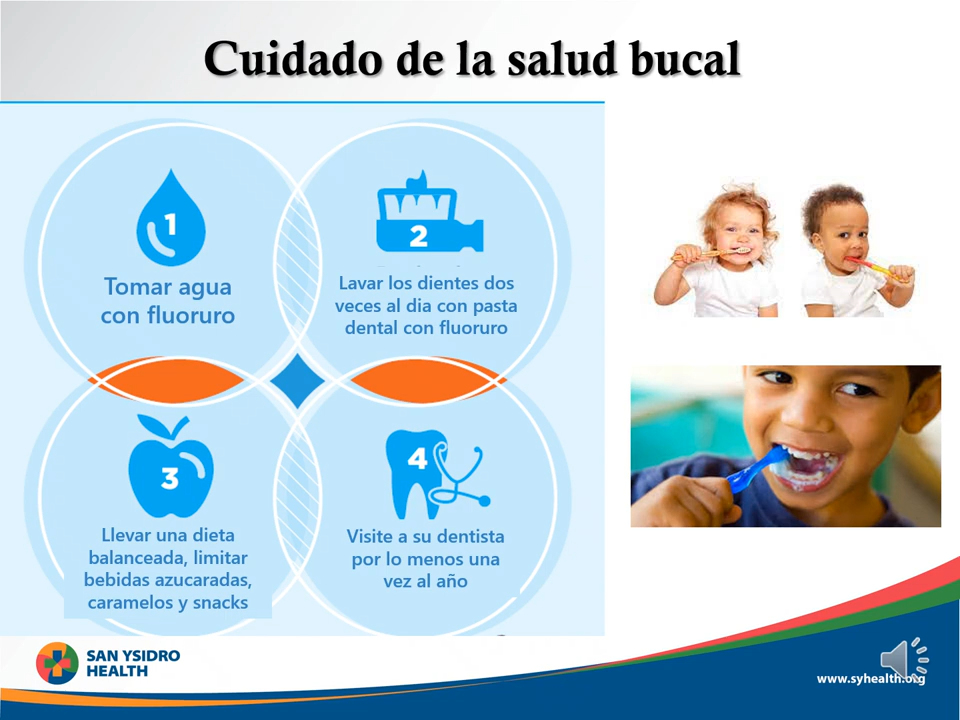 Cuidado de la salud bucal
1
Tomar agua
con fluoruro
2
Lavar los dientes dos
veces al dia con pasta
dental con fluoruro
3
Llevar una dieta
balanceada, limitar
bebidas azucaradas,
caramelos y snacks
4
Visite a su dentista
por lo menos una
vez al año
SAN YSIDRO
HEALTH
www.syhealth.org